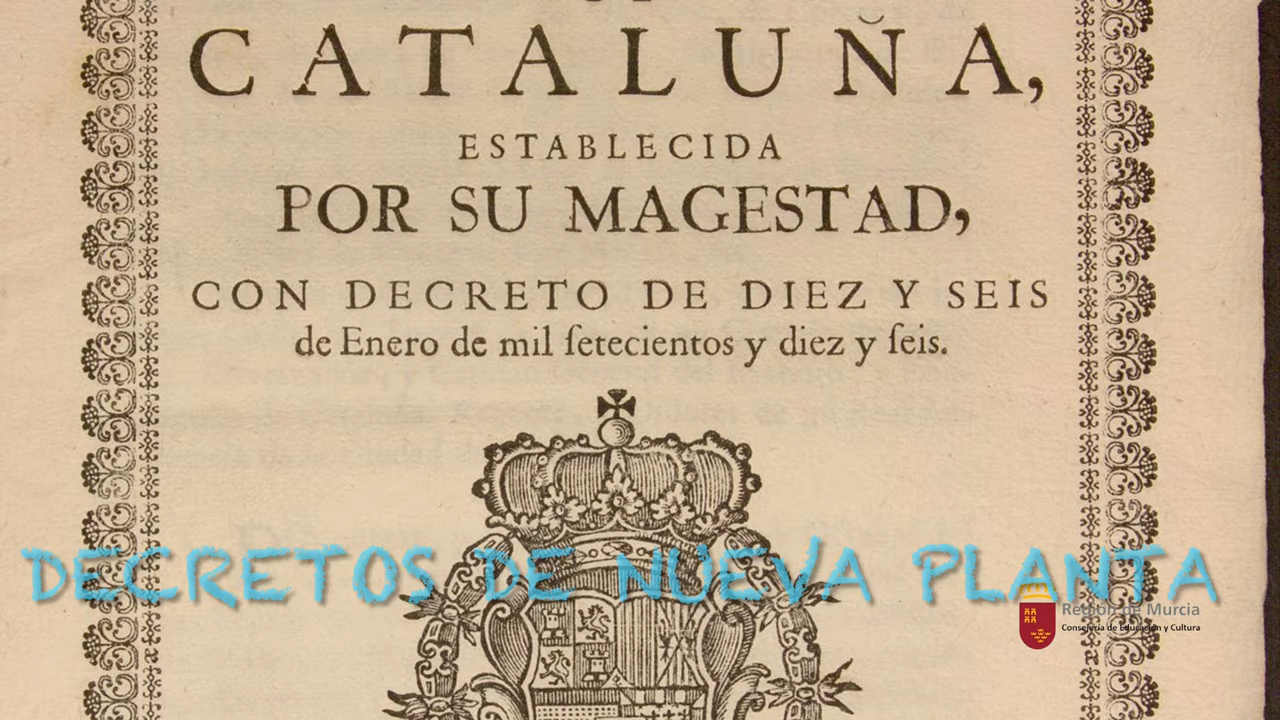 CATALUÑA,
ESTABLECIDA
POR SU MAGESTAD,
CON DECRETO DE DIEZ Y SEIS
de Enero de mil ſetecientos y diez y ſeis.
DECRETOS DE NUEVA PLANTA
Región de Murcia
Consejería de Educación y Cultura